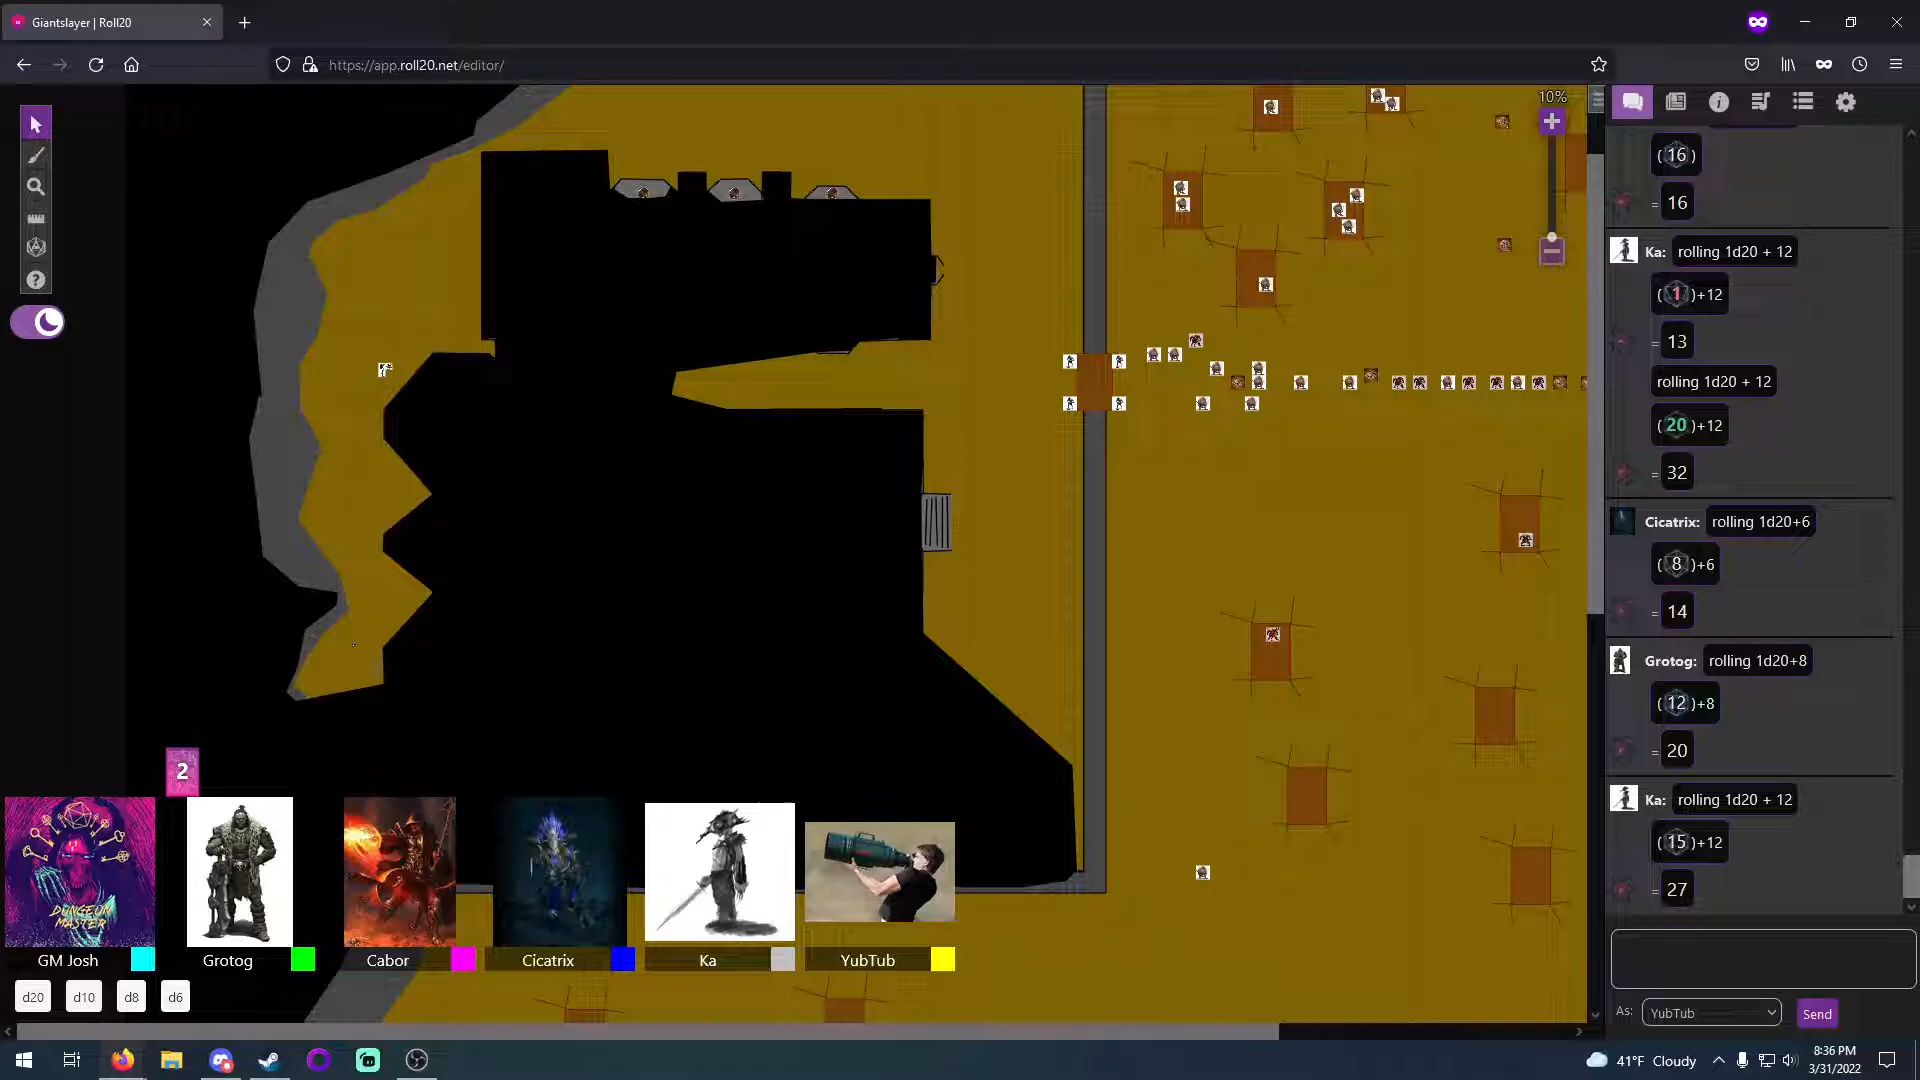 Giantslayer | Roll20
https://app.roll20.net/editor/
10%
(16)
= 16
Ka: rolling 1d20 + 12
(1)+12
= 13
rolling 1d20 + 12
(20)+12
= 32
Cicatrix: rolling 1d20+6
(8)+6
= 14
Grotog: rolling 1d20+8
(12)+8
= 20
Ka: rolling 1d20 + 12
(15)+12
= 27
2
DUNGEON
MASTER
GM Josh
Grotog
Cabor
Cicatrix
Ka
YubTub
d20
d10
d8
d6
As: YubTub
Send
41°F Cloudy
8:36 PM
3/31/2022